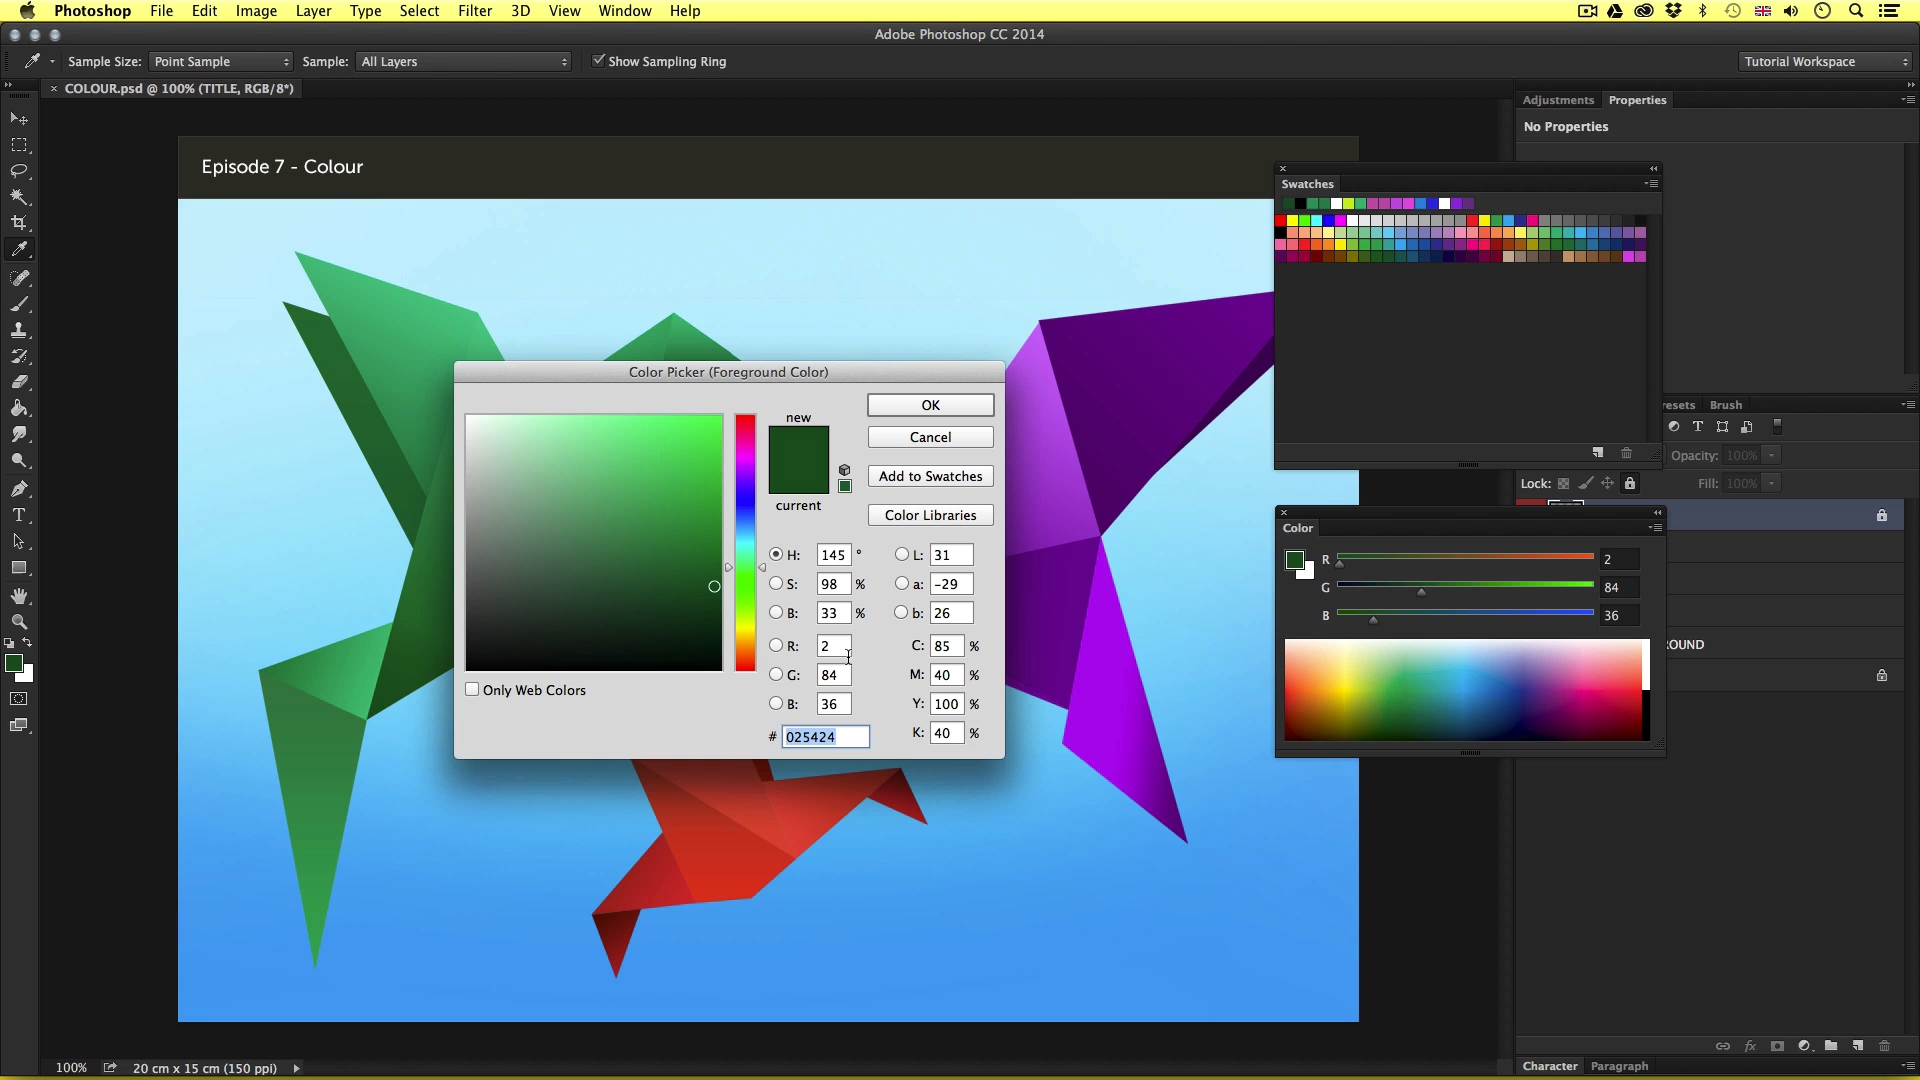 Photoshop File Edit Image Layer Type Select Filter 3D View Window Help
Adobe Photoshop CC 2014
Sample Size: Point Sample Sample: All Layers Show Sampling Ring Tutorial Workspace
× COLOUR.psd @ 100% (TITLE, RGB/8*)
Adjustments Properties
No Properties
Episode 7 - Colour
Swatches
Color Picker (Foreground Color)
new
current
OK
Cancel
Add to Swatches
Color Libraries
H: 145 °
S: 98 %
B: 33 %
R: 2
G: 84
B: 36
# 025424
L: 31
a: -29
b: 26
C: 85 %
M: 40 %
Y: 100 %
K: 40 %
Only Web Colors
resets Brush
Opacity: 100%
Lock: Fill: 100%
Color
R 2
G 84
B 36
OUND
100% 20 cm x 15 cm (150 ppi)
Character Paragraph